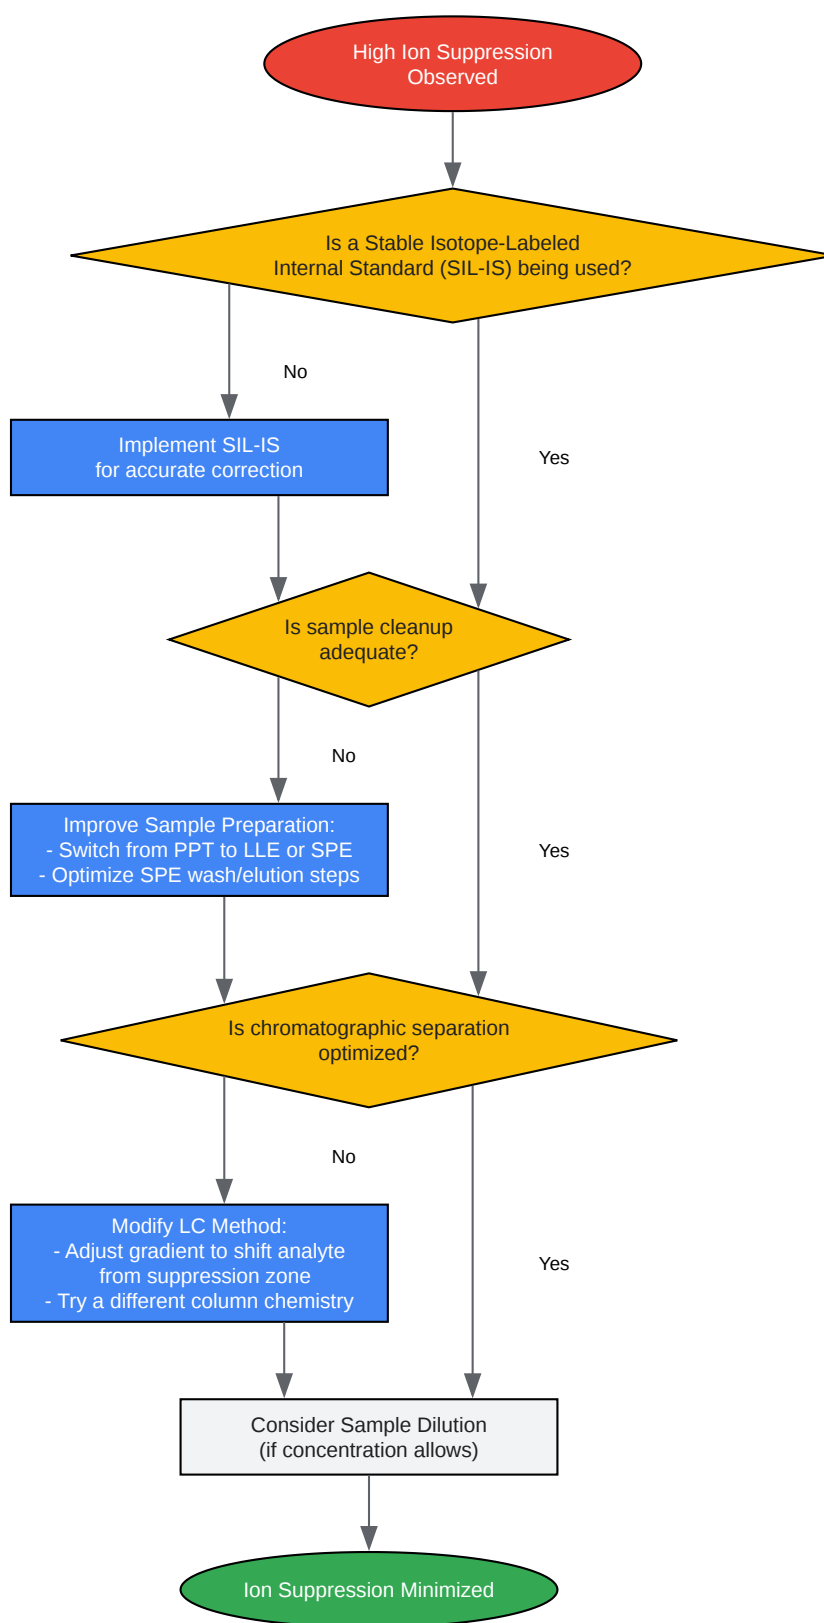 High Ion Suppression
Observed
Is a Stable Isotope-Labeled
Internal Standard (SIL-IS) being used?
No
Implement SIL-IS
for accurate correction
Yes
Is sample cleanup
adequate?
No
Improve Sample Preparation:
- Switch from PPT to LLE or SPE
- Optimize SPE wash/elution steps
Yes
Is chromatographic separation
optimized?
No
Modify LC Method:
- Adjust gradient to shift analyte
from suppression zone
- Try a different column chemistry
Yes
Consider Sample Dilution
(if concentration allows)
Ion Suppression Minimized